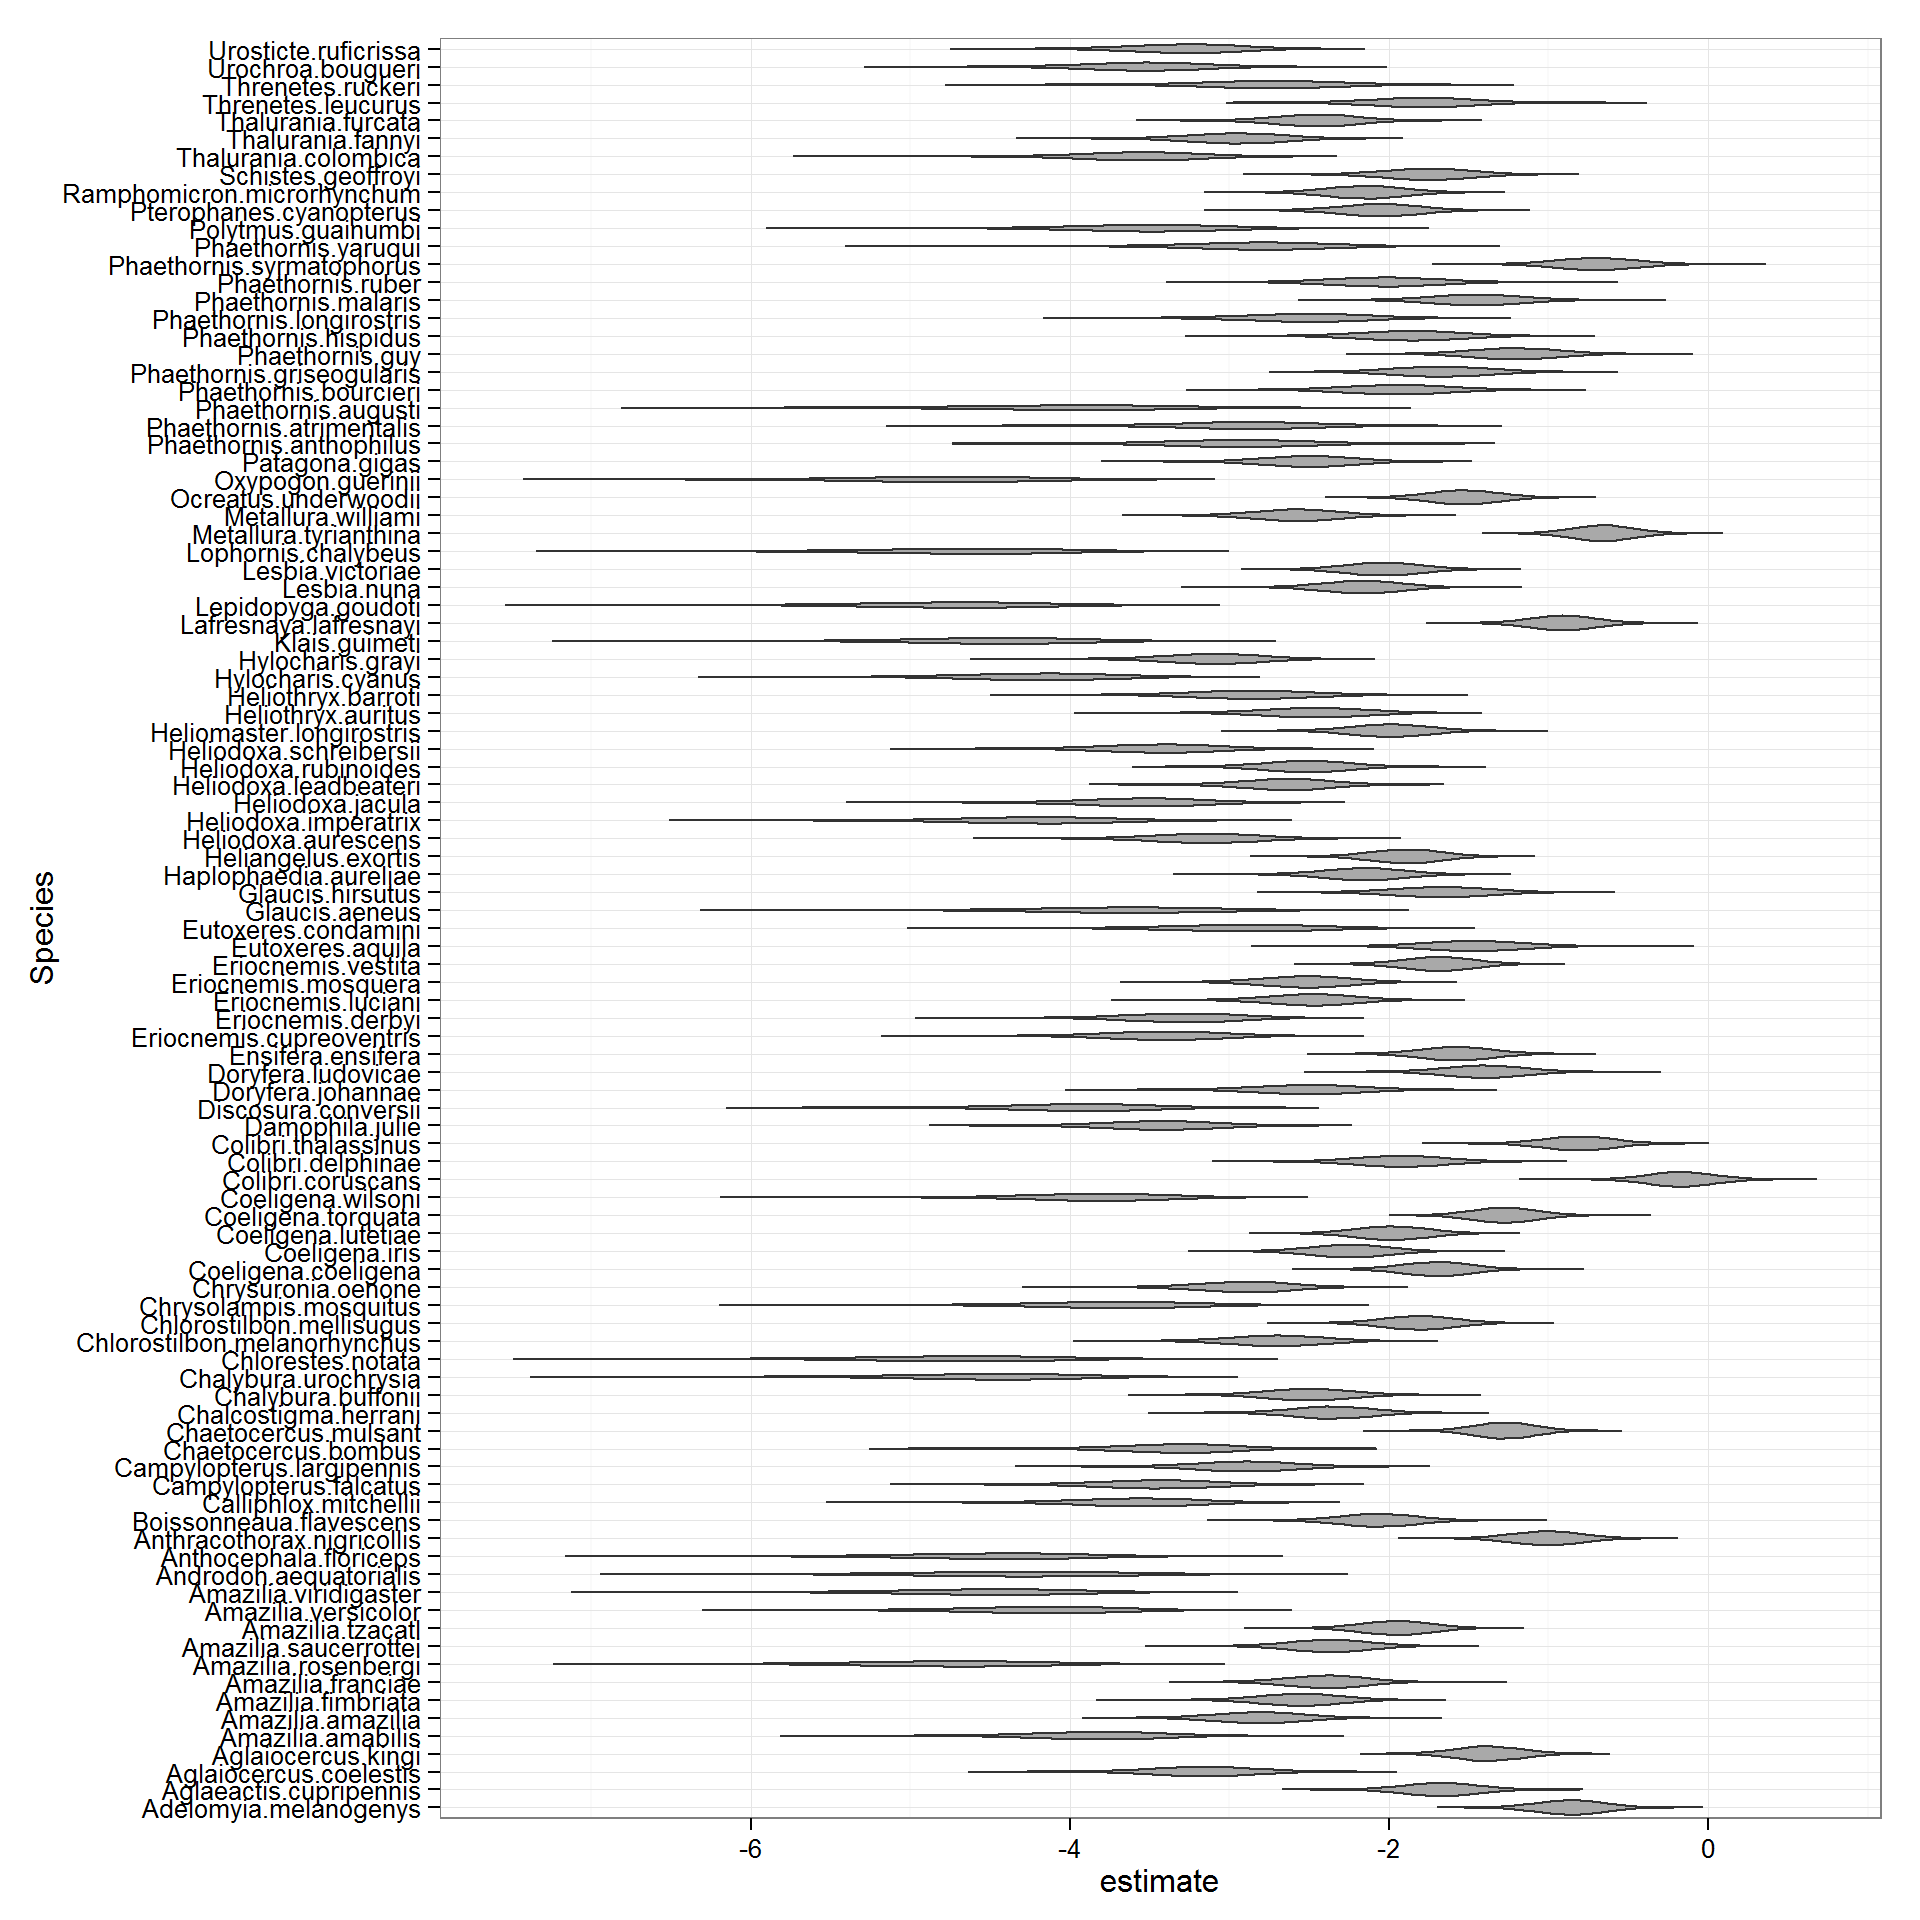 Urosticte.ruficrissa
Urochroa.bougueri
Threnetes.ruckeri
Threnetes.leucurus
Thalurania.furcata
Thalurania.fannyi
Thalurania.colombica
Schistes.geoffroyi
Ramphomicron.microrhynchum
Pterophanes.cyanopterus
Polytmus.guainumbi
Phaethornis.yaruqui
Phaethornis.syrmatophorus
Phaethornis.ruber
Phaethornis.malaris
Phaethornis.longirostris
Phaethornis.hispidus
Phaethornis.guy
Phaethornis.griseogularis
Phaethornis.bourcieri
Phaethornis.augusti
Phaethornis.atrimentalis
Phaethornis.anthophilus
Patagona.gigas
Oxypogon.guerinii
Ocreatus.underwoodii
Metallura.williami
Metallura.tyrianthina
Lophornis.chalybeus
Lesbia.victoriae
Lesbia.nuna
Lepidopyga.goudoti
Lafresnaya.lafresnayi
Klais.guimeti
Hylocharis.grayi
Hylocharis.cyanus
Heliothryx.barroti
Heliothryx.auritus
Heliomaster.longirostris
Heliodoxa.schreibersii
Heliodoxa.rubinoides
Heliodoxa.leadbeateri
Heliodoxa.jacula
Heliodoxa.imperatrix
Heliodoxa.aurescens
Heliangelus.exortis
Haplophaedia.aureliae
Glaucis.hirsutus
Glaucis.aeneus
Eutoxeres.condamini
Eutoxeres.aquila
Eriocnemis.vestita
Eriocnemis.mosquera
Eriocnemis.luciani
Eriocnemis.derbyi
Eriocnemis.cupreoventris
Ensifera.ensifera
Doryfera.ludovicae
Doryfera.johannae
Discosura.conversii
Damophila.julie
Colibri.thalassinus
Colibri.delphinae
Colibri.coruscans
Coeligena.wilsoni
Coeligena.torquata
Coeligena.lutetiae
Coeligena.iris
Coeligena.coeligena
Chrysuronia.oenone
Chrysolampis.mosquitus
Chlorostilbon.mellisugus
Chlorostilbon.melanorhynchus
Chlorestes.notata
Chalybura.urochrysia
Chalybura.buffonii
Chalcostigma.herrani
Chaetocercus.mulsant
Chaetocercus.bombus
Campylopterus.largipennis
Campylopterus.falcatus
Calliphlox.mitchellii
Boissonneaua.flavescens
Anthracothorax.nigricollis
Anthocephala.floriceps
Androdon.aequatorialis
Amazilia.viridigaster
Amazilia.versicolor
Amazilia.tzacatl
Amazilia.saucerrottei
Amazilia.rosenbergi
Amazilia.franciae
Amazilia.fimbriata
Amazilia.amazilia
Amazilia.amabilis
Aglaiocercus.kingi
Aglaiocercus.coelestis
Aglaeactis.cupripennis
Adelomyia.melanogenys
Species
-6 -4 -2 0
estimate